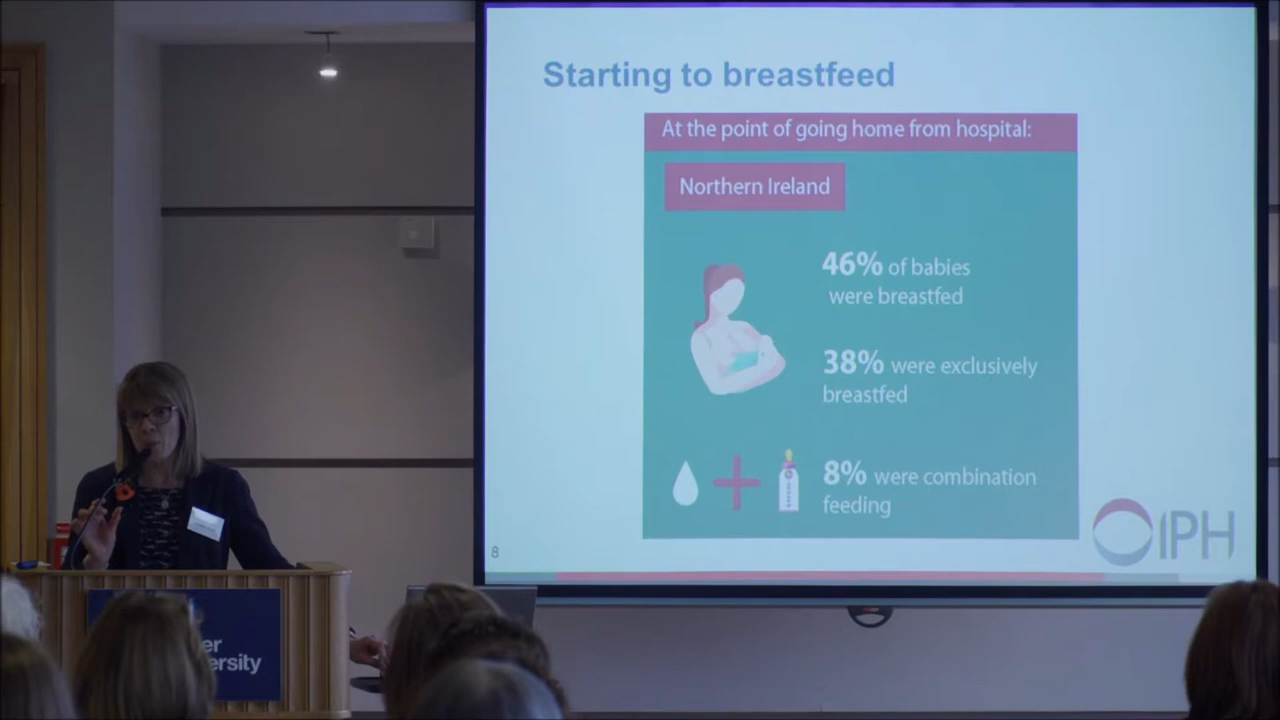 Starting to breastfeed
At the point of going home from hospital:
Northern Ireland
46% of babies
were breastfed
38% were exclusively
breastfed
8% were combination
feeding
IPH
8
er
ersity